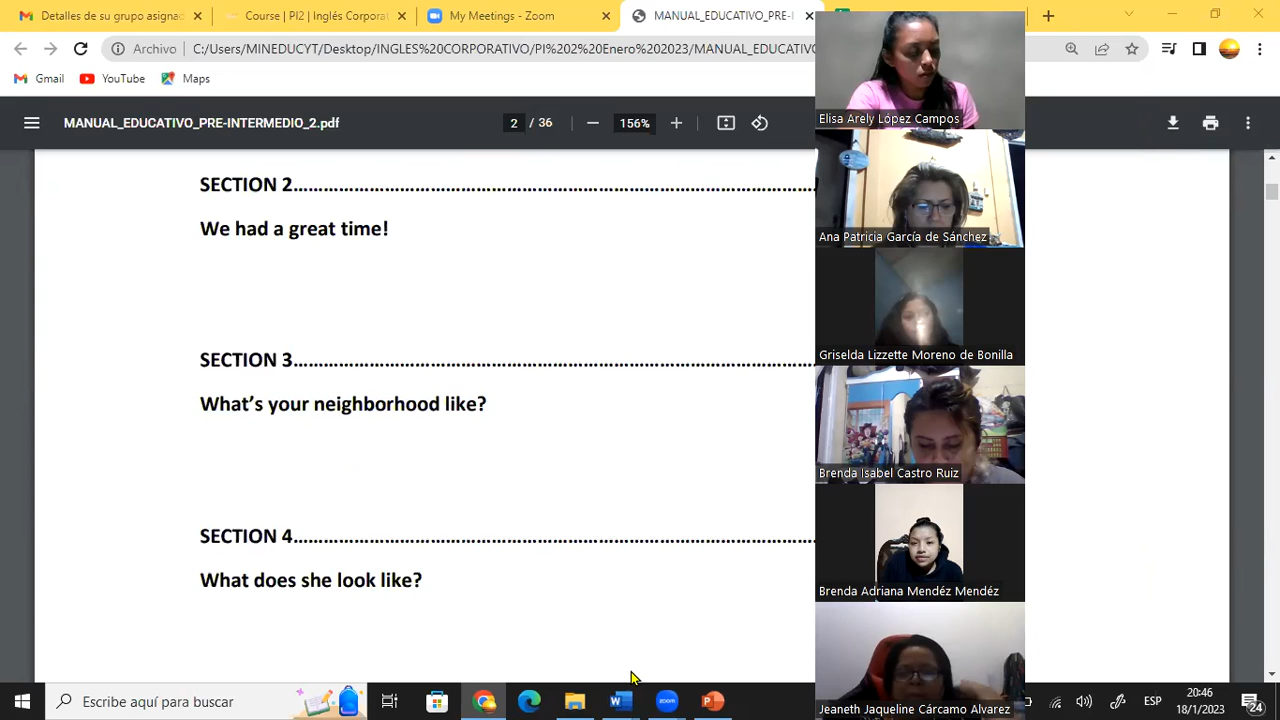 Detalles de su grupo asignad
Course | PI2 | Inglés Corporat
My Meetings - Zoom
MANUAL_EDUCATIVO_PRE-I
Archivo
C:/Users/MINEDUCYT/Desktop/INGLES%20CORPORATIVO/PI%202%20Enero%202023/MANUAL_EDUCATIVO
Gmail
YouTube
Maps
MANUAL_EDUCATIVO_PRE-INTERMEDIO_2.pdf
2 / 36
156%
SECTION 2
We had a great time!
SECTION 3
What's your neighborhood like?
SECTION 4
What does she look like?
Elisa Arely López Campos
Ana Patricia García de Sánchez
Griselda Lizzette Moreno de Bonilla
Brenda Isabel Castro Ruiz
Brenda Adriana Mendéz Mendéz
Jeaneth Jaqueline Cárcamo Alvarez
Escribe aquí para buscar
zoom
ESP
20:46
18/1/2023
24